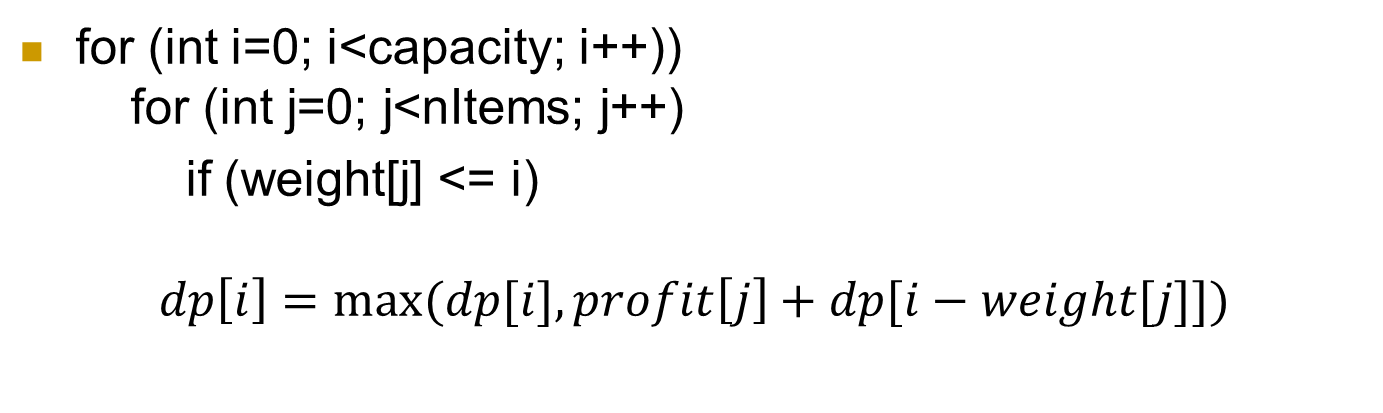 for (int i=0; i<capacity; i++))
for (int j=0; j<nItems; j++)
if (weight[j] <= i)
dp[i] = max(dp[i], profit[j] + dp[i − weight[j]])